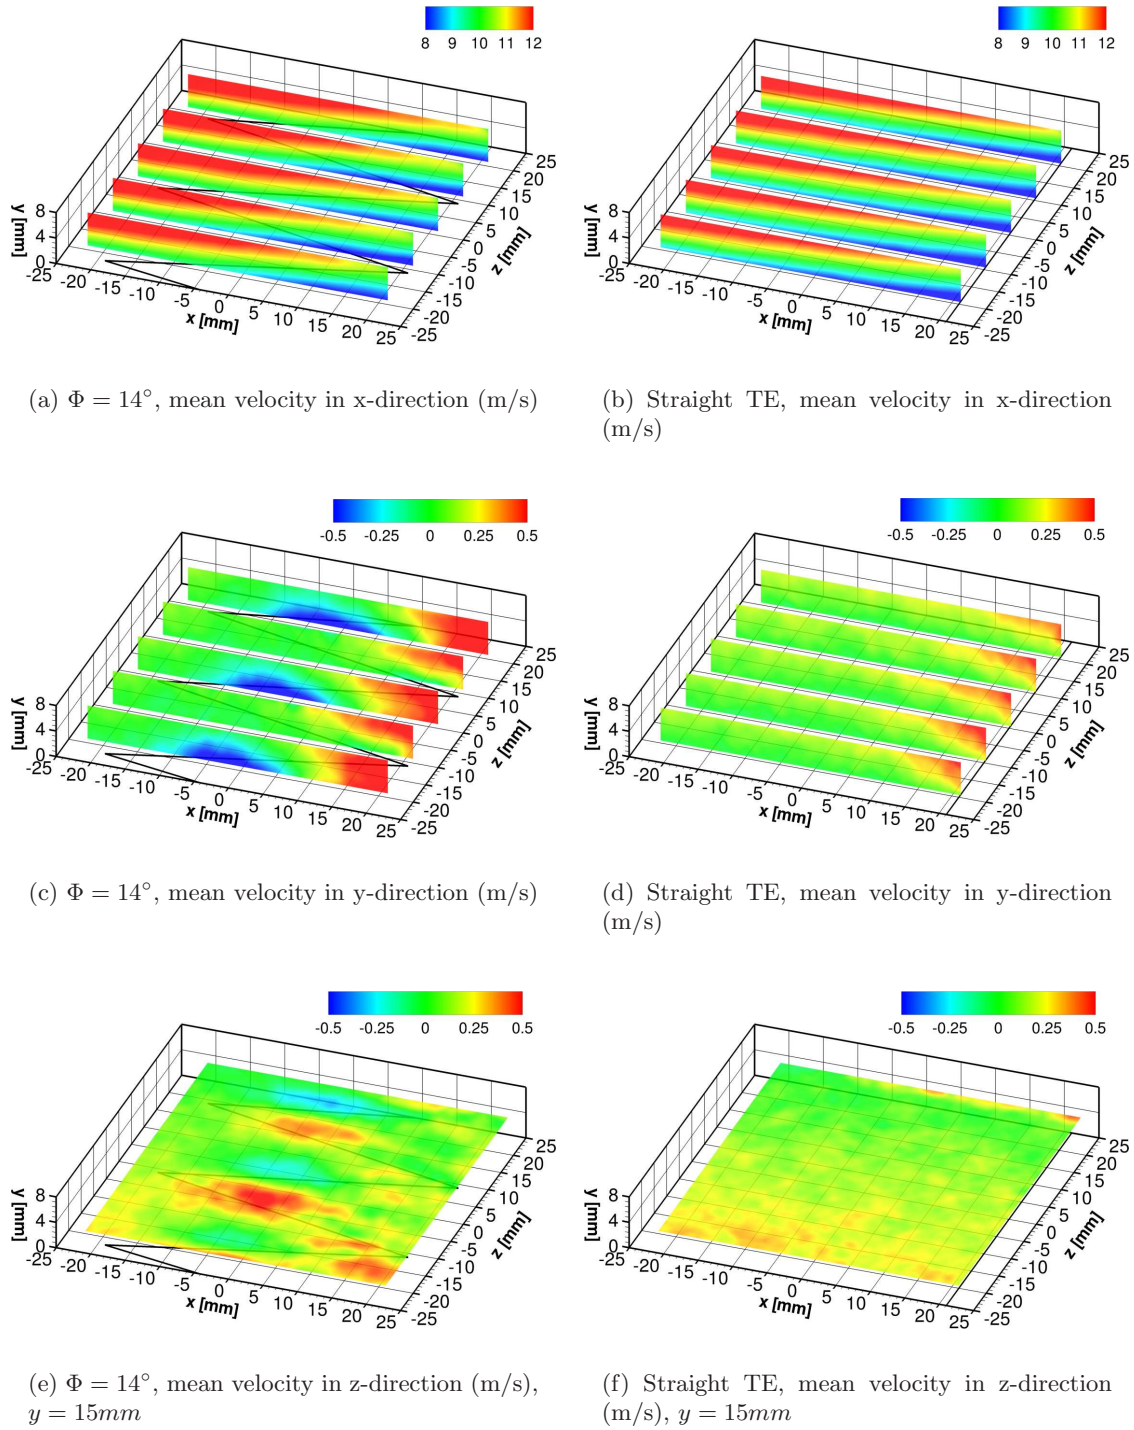 8 9 10 11 12
8 9 10 11 12
y [mm]
8
4
0
-25 -20 -15 -10 -5 0 5 10 15 20 25
x [mm]
25 20 15 10 5 0 -5 -10 -15 -20 -25
z [mm]
y [mm]
8
4
0
-25 -20 -15 -10 -5 0 5 10 15 20 25
x [mm]
25 20 15 10 5 0 -5 -10 -15 -20 -25
z [mm]
(a) Φ = 14°, mean velocity in x-direction (m/s)
(b) Straight TE, mean velocity in x-direction
(m/s)
-0.5 -0.25 0 0.25 0.5
-0.5 -0.25 0 0.25 0.5
y [mm]
8
4
0
-25 -20 -15 -10 -5 0 5 10 15 20 25
x [mm]
25 20 15 10 5 0 -5 -10 -15 -20 -25
z [mm]
y [mm]
8
4
0
-25 -20 -15 -10 -5 0 5 10 15 20 25
x [mm]
25 20 15 10 5 0 -5 -10 -15 -20 -25
z [mm]
(c) Φ = 14°, mean velocity in y-direction (m/s)
(d) Straight TE, mean velocity in y-direction
(m/s)
-0.5 -0.25 0 0.25 0.5
-0.5 -0.25 0 0.25 0.5
y [mm]
8
4
0
-25 -20 -15 -10 -5 0 5 10 15 20 25
x [mm]
25 20 15 10 5 0 -5 -10 -15 -20 -25
z [mm]
y [mm]
8
4
0
-25 -20 -15 -10 -5 0 5 10 15 20 25
x [mm]
25 20 15 10 5 0 -5 -10 -15 -20 -25
z [mm]
(e) Φ = 14°, mean velocity in z-direction (m/s),
y = 15mm
(f) Straight TE, mean velocity in z-direction
(m/s), y = 15mm